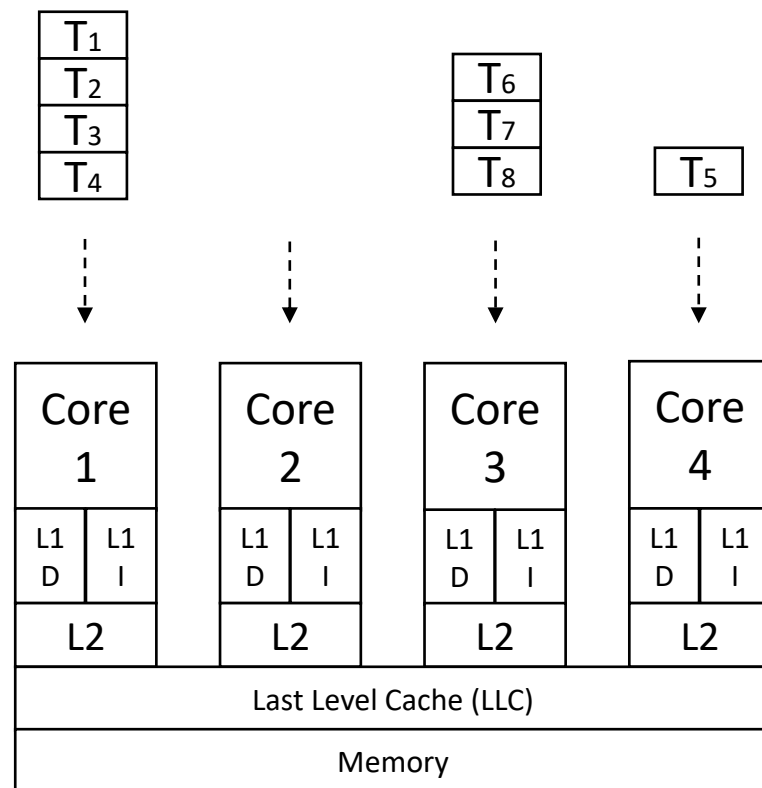 T1
T2
T3
T4
T6
T7
T8
T5
Core
1
Core
2
Core
3
Core
4
L1
D
L1
I
L1
D
L1
I
L1
D
L1
I
L1
D
L1
I
L2
L2
L2
L2
Last Level Cache (LLC)
Memory